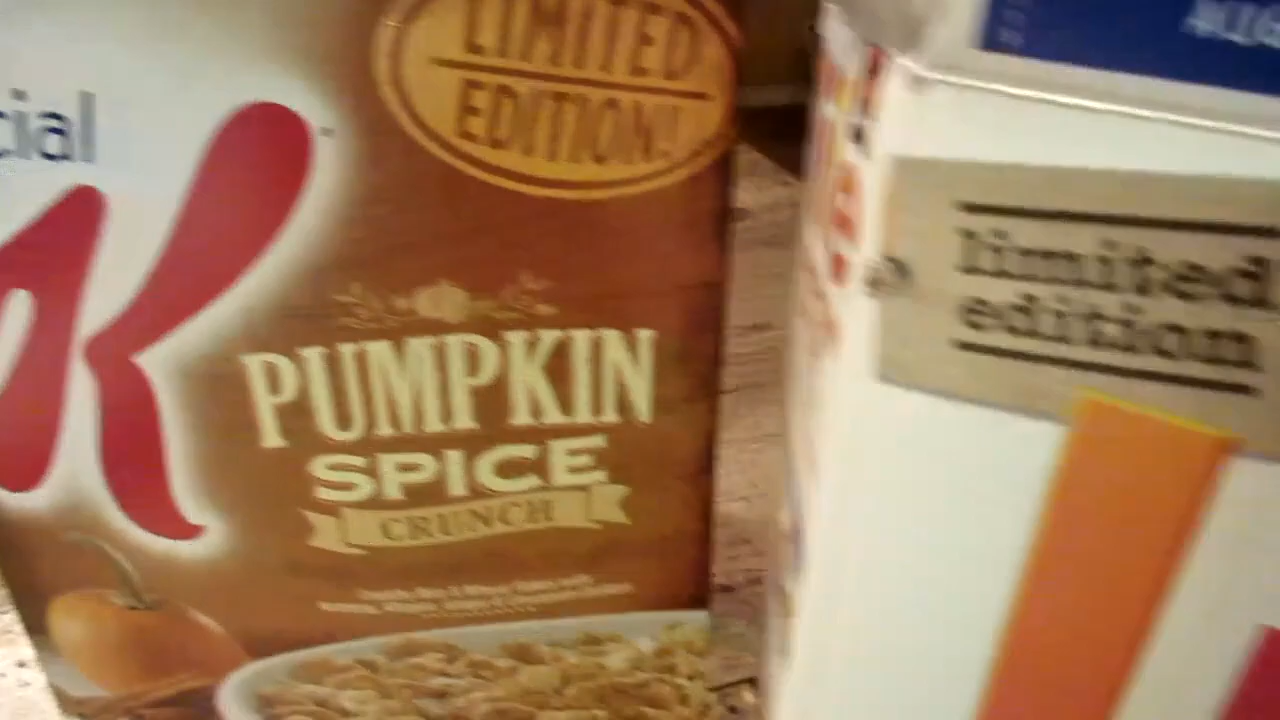 cial
K
LIMITED
EDITION!
PUMPKIN
SPICE
CRUNCH
limited
edition